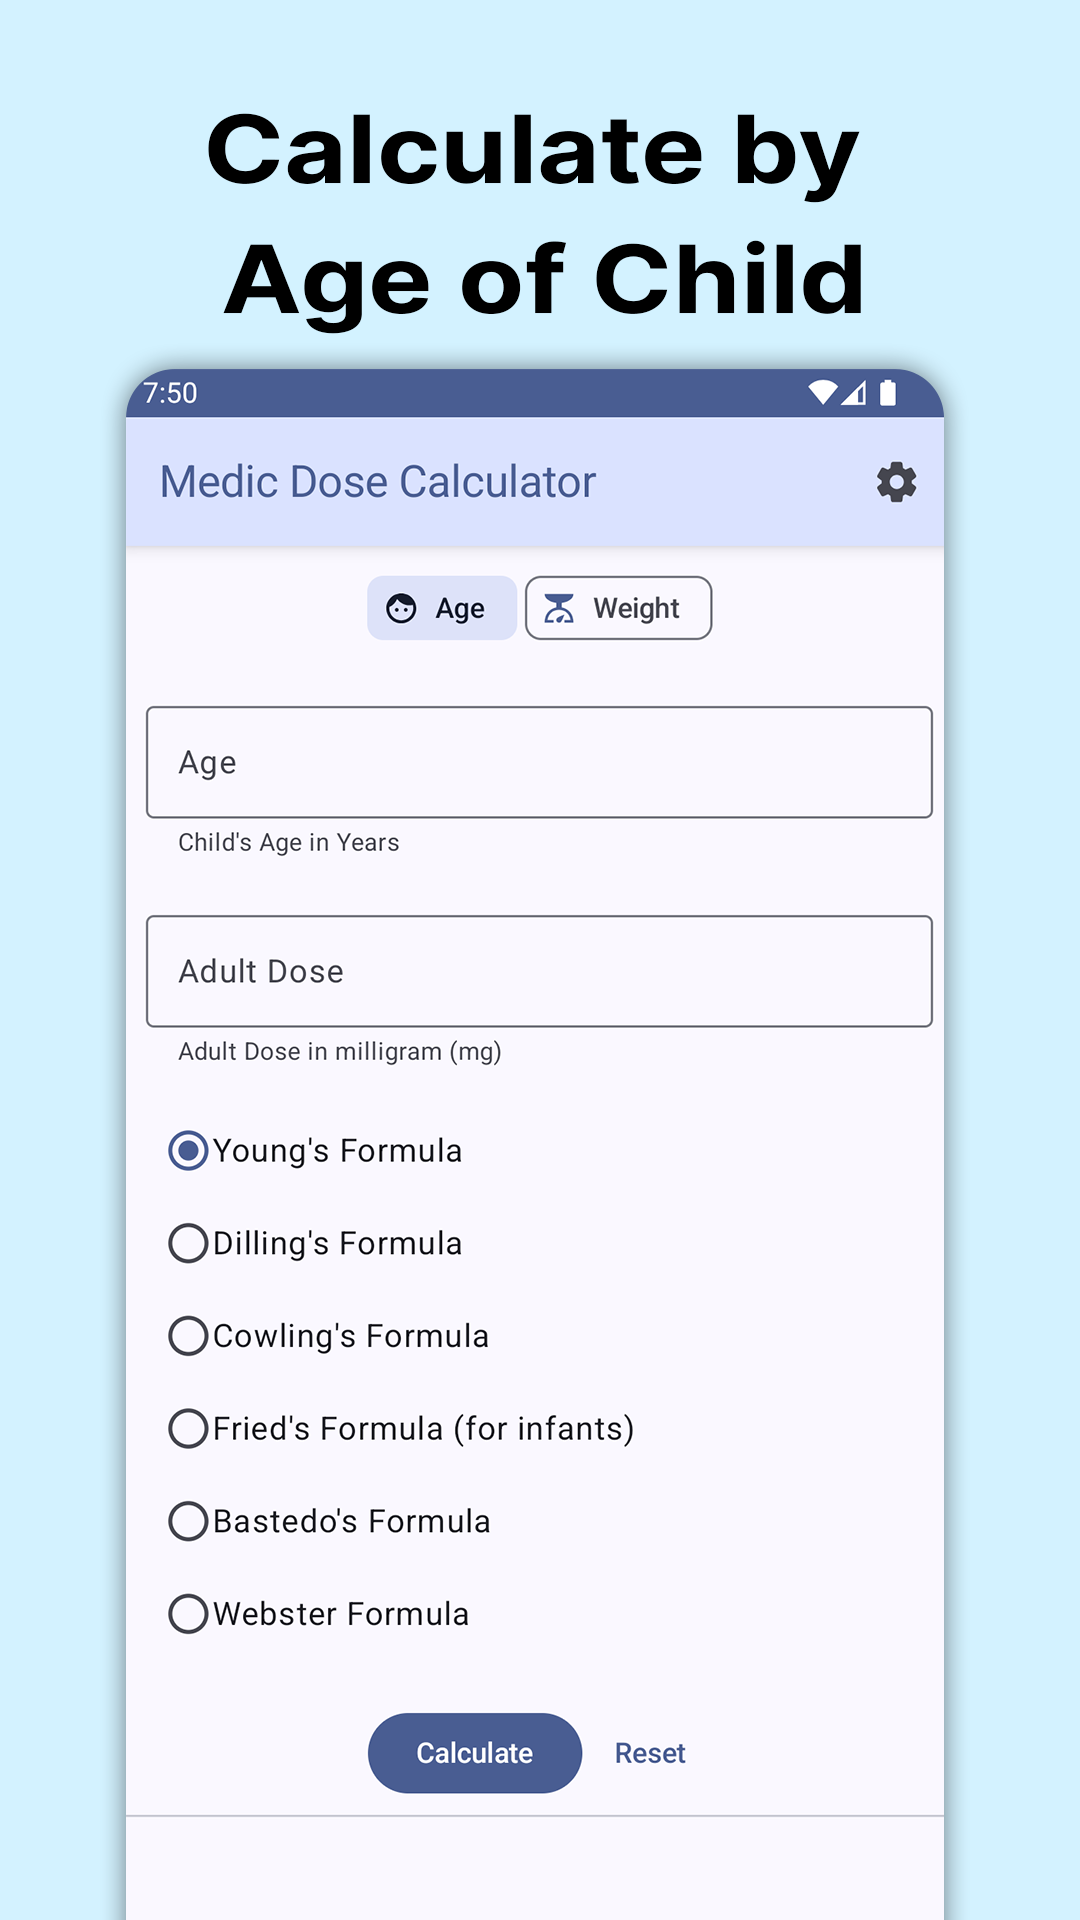 Calculate by
Age of Child
7:50
Medic Dose Calculator
Age
Weight
Age
Child's Age in Years
Adult Dose
Adult Dose in milligram (mg)
Young's Formula
Dilling's Formula
Cowling's Formula
Fried's Formula (for infants)
Bastedo's Formula
Webster Formula
Calculate
Reset